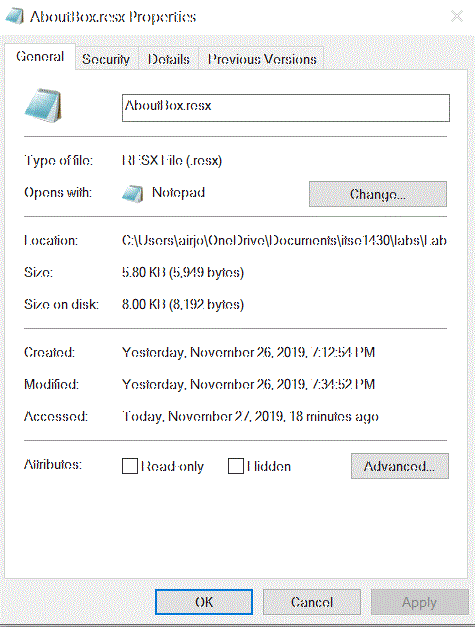 AboutBox.resx Properties
General Security Details Previous Versions
AboutBox.resx
Type of file: RESX File (.resx)
Opens with: Notepad Change...
Location: C:\Users\airjo\OneDrive\Documents\itse1430\labs\Lab
Size: 5.80 KB (5,949 bytes)
Size on disk: 8.00 KB (8,192 bytes)
Created: Yesterday, November 26, 2019, 7:12:54 PM
Modified: Yesterday, November 26, 2019, 7:34:52 PM
Accessed: Today, November 27, 2019, 18 minutes ago
Attributes: Read-only Hidden Advanced...
OK Cancel Apply